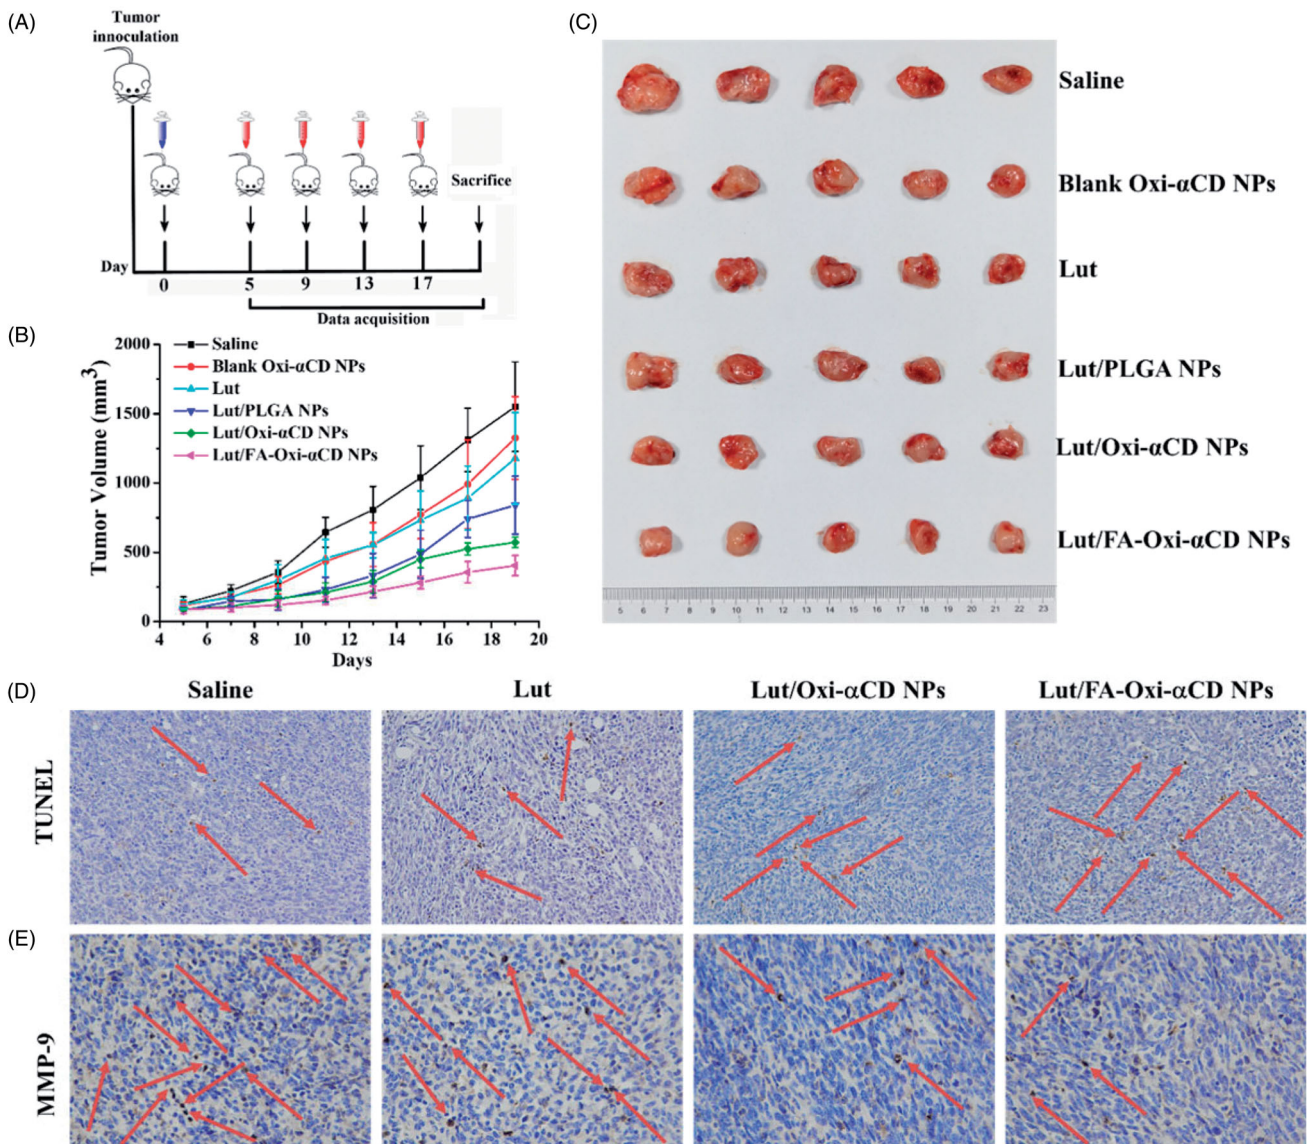 (A)
Tumor
innoculation
Sacrifice
Day
0 5 9 13 17
Data acquisition
(B)
2000
1500
1000
500
0
Tumor Volume (mm3)
Saline
Blank Oxi-αCD NPs
Lut
Lut/PLGA NPs
Lut/Oxi-αCD NPs
Lut/FA-Oxi-αCD NPs
4 6 8 10 12 14 16 18 20
Days
(C)
Saline
Blank Oxi-αCD NPs
Lut
Lut/PLGA NPs
Lut/Oxi-αCD NPs
Lut/FA-Oxi-αCD NPs
5 6 7 8 9 10 11 12 13 14 15 16 17 18 19 20 21 22 23
(D)
Saline Lut Lut/Oxi-αCD NPs Lut/FA-Oxi-αCD NPs
TUNEL
(E)
MMP-9